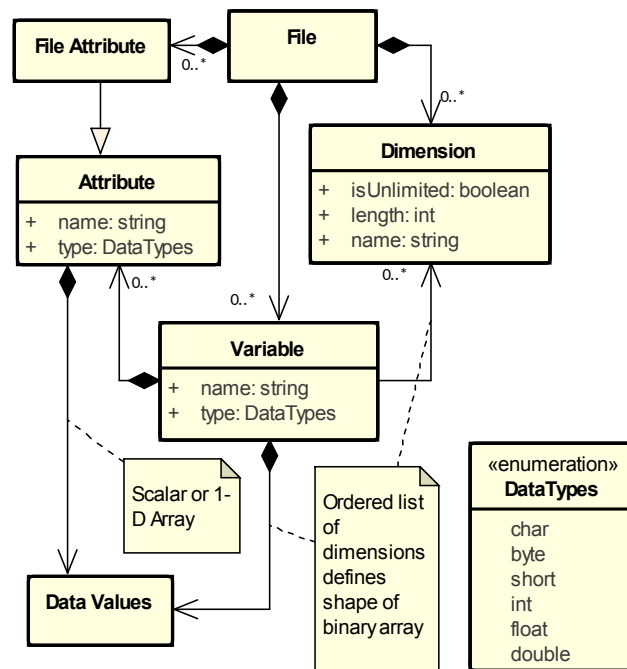 File Attribute
File
0..*
0..*
Dimension
+ isUnlimited: boolean
+ length: int
+ name: string
Attribute
+ name: string
+ type: DataTypes
0..*
0..*
0..*
Variable
+ name: string
+ type: DataTypes
Scalar or 1-
D Array
Ordered list
of
dimensions
defines
shape of
binary array
«enumeration»
DataTypes
char
byte
short
int
float
double
Data Values